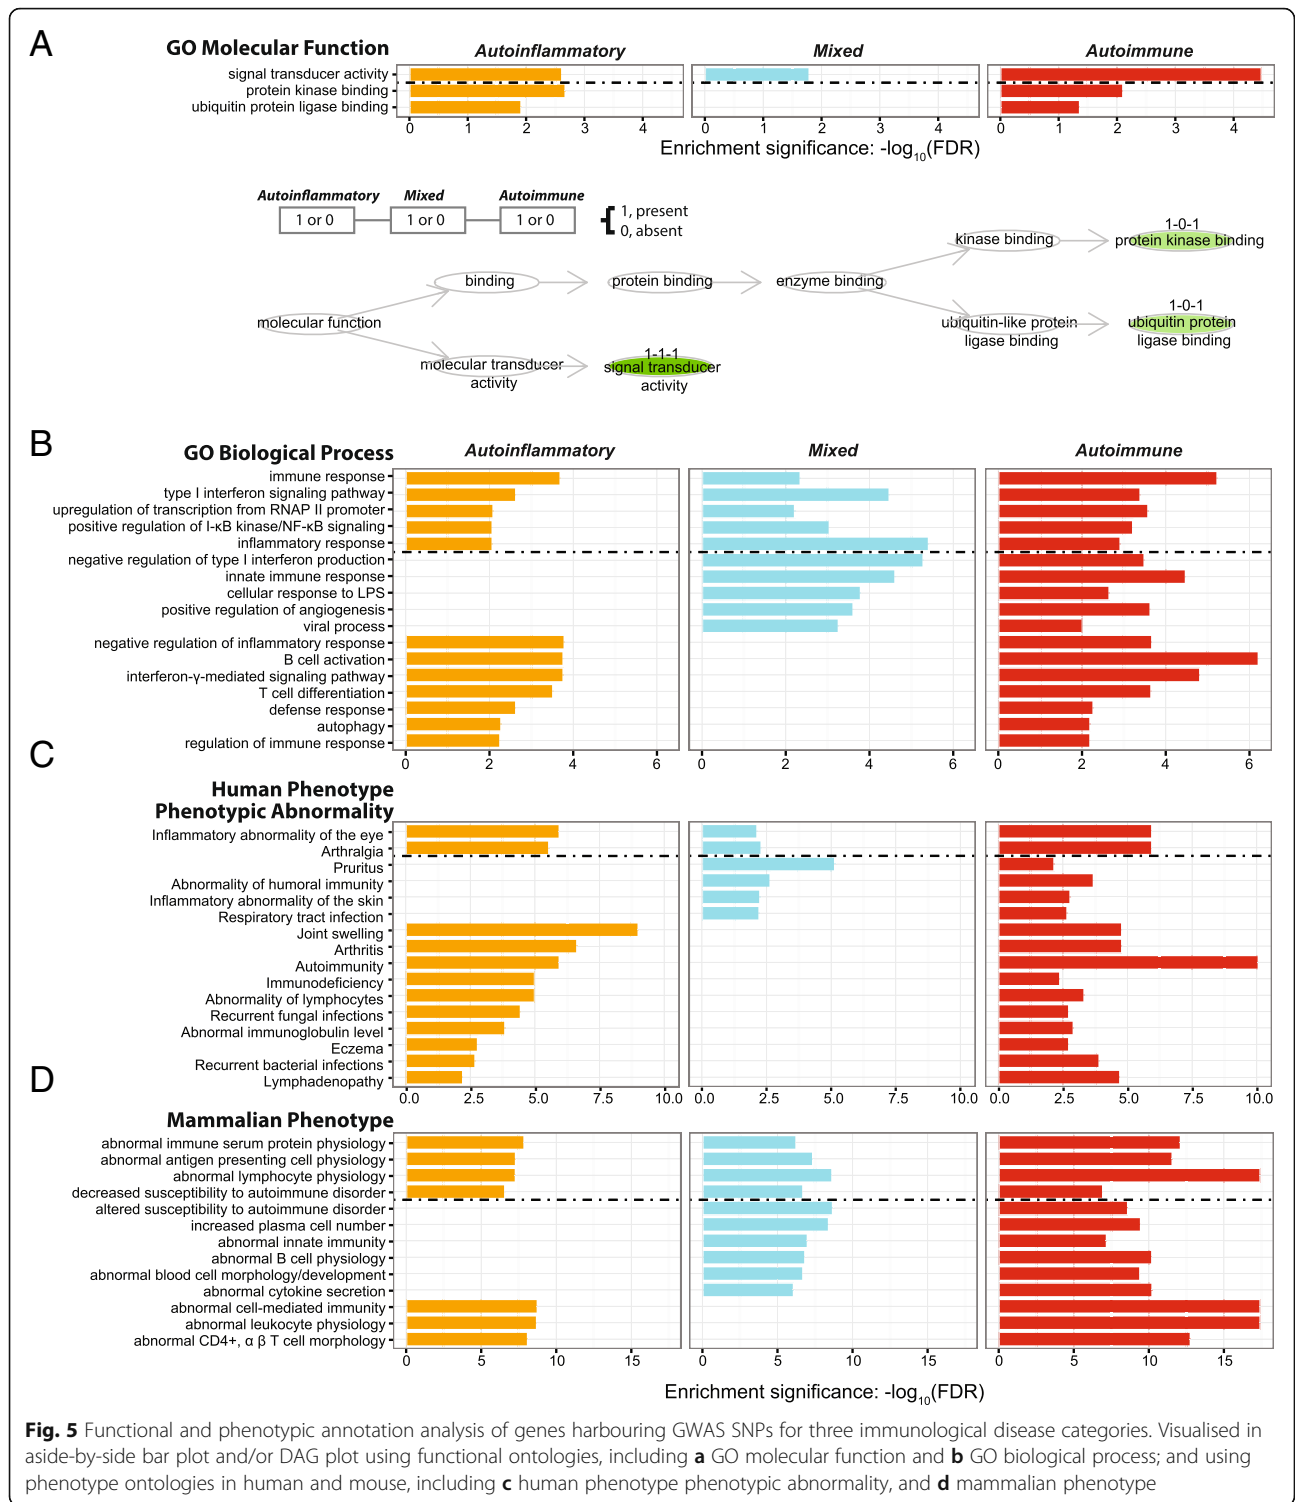 A
GO Molecular Function
Autoinflammatory
Mixed
Autoimmune
signal transducer activity
protein kinase binding
ubiquitin protein ligase binding
0 1 2 3 4
0 1 2 3 4
0 1 2 3 4
Enrichment significance: -log10(FDR)
Autoinflammatory
Mixed
Autoimmune
1 or 0
1 or 0
1 or 0
{ 1, present
0, absent
kinase binding
1-0-1
protein kinase binding
binding
protein binding
enzyme binding
molecular function
ubiquitin-like protein
ligase binding
1-0-1
ubiquitin protein
ligase binding
molecular transducer
activity
1-1-1
signal transducer
activity
B
GO Biological Process
Autoinflammatory
Mixed
Autoimmune
immune response
type I interferon signaling pathway
upregulation of transcription from RNAP II promoter
positive regulation of I-κB kinase/NF-κB signaling
inflammatory response
negative regulation of type I interferon production
innate immune response
cellular response to LPS
positive regulation of angiogenesis
viral process
negative regulation of inflammatory response
B cell activation
interferon-γ-mediated signaling pathway
T cell differentiation
defense response
autophagy
regulation of immune response
0 2 4 6
0 2 4 6
0 2 4 6
C
Human Phenotype
Phenotypic Abnormality
Inflammatory abnormality of the eye
Arthralgia
Pruritus
Abnormality of humoral immunity
Inflammatory abnormality of the skin
Respiratory tract infection
Joint swelling
Arthritis
Autoimmunity
Immunodeficiency
Abnormality of lymphocytes
Recurrent fungal infections
Abnormal immunoglobulin level
Eczema
Recurrent bacterial infections
Lymphadenopathy
0.0 2.5 5.0 7.5 10.0
0.0 2.5 5.0 7.5 10.0
0.0 2.5 5.0 7.5 10.0
D
Mammalian Phenotype
abnormal immune serum protein physiology
abnormal antigen presenting cell physiology
abnormal lymphocyte physiology
decreased susceptibility to autoimmune disorder
altered susceptibility to autoimmune disorder
increased plasma cell number
abnormal innate immunity
abnormal B cell physiology
abnormal blood cell morphology/development
abnormal cytokine secretion
abnormal cell-mediated immunity
abnormal leukocyte physiology
abnormal CD4+, α β T cell morphology
0 5 10 15
0 5 10 15
0 5 10 15
Enrichment significance: -log10(FDR)
Fig. 5 Functional and phenotypic annotation analysis of genes harbouring GWAS SNPs for three immunological disease categories. Visualised in
aside-by-side bar plot and/or DAG plot using functional ontologies, including a GO molecular function and b GO biological process; and using
phenotype ontologies in human and mouse, including c human phenotype phenotypic abnormality, and d mammalian phenotype